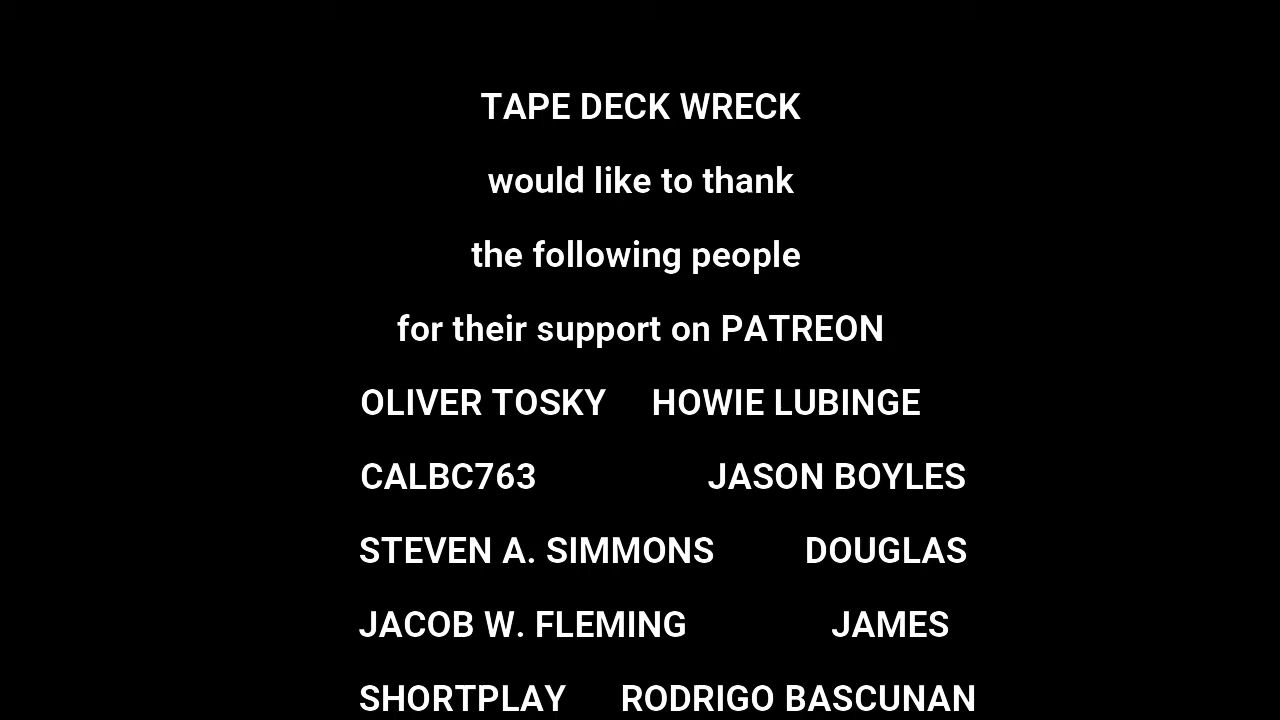 TAPE DECK WRECK
would like to thank
the following people
for their support on PATREON
OLIVER TOSKY HOWIE LUBINGE
CALBC763 JASON BOYLES
STEVEN A. SIMMONS DOUGLAS
JACOB W. FLEMING JAMES
SHORTPLAY RODRIGO BASCUNAN